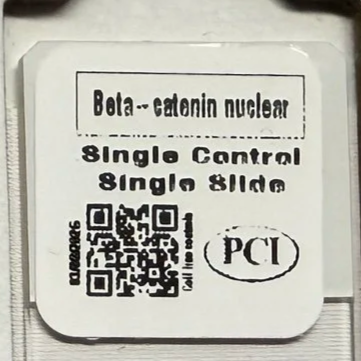 Beta-catenin nuclear
Single Control
Single Slide
PCI